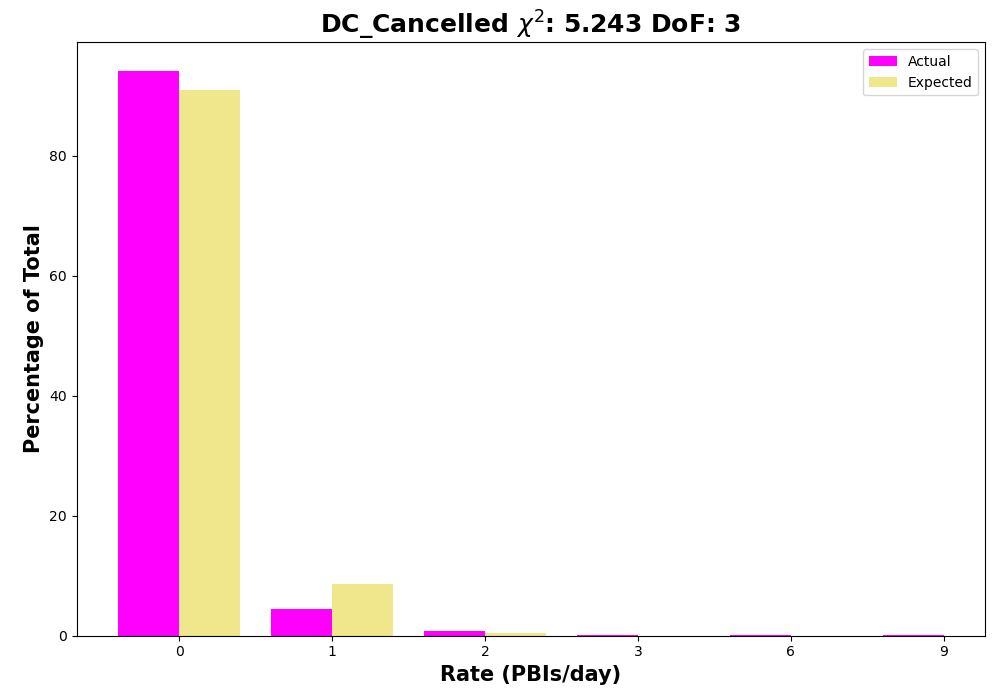 DC_Cancelled χ²: 5.243 DoF: 3
Actual
Expected
Percentage of Total
80
60
40
20
0
0 1 2 3 6 9
Rate (PBIs/day)